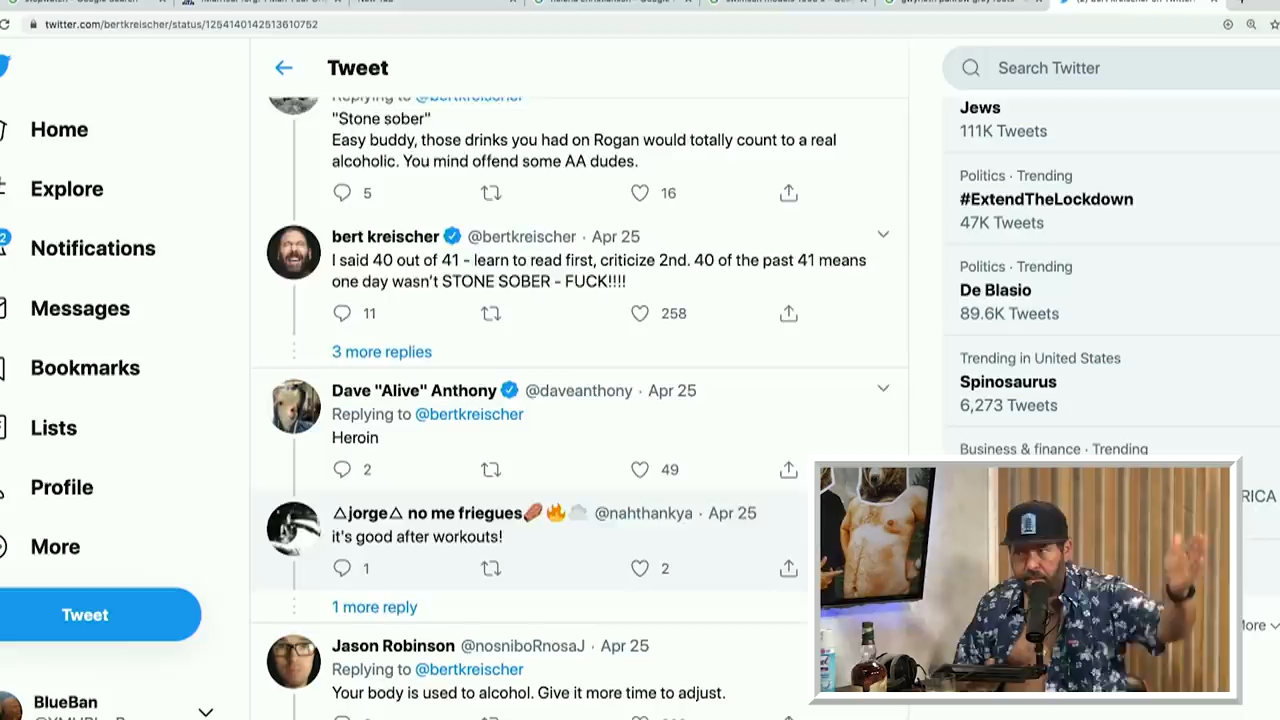 twitter.com/bertkreischer/status/1254140142513610752
Tweet
Search Twitter
Home
Explore
Notifications
Messages
Bookmarks
Lists
Profile
More
Tweet
BlueBan
Replying to @bertkreischer
"Stone sober"
Easy buddy, those drinks you had on Rogan would totally count to a real
alcoholic. You mind offend some AA dudes.
5 16
bert kreischer @bertkreischer · Apr 25
I said 40 out of 41 - learn to read first, criticize 2nd. 40 of the past 41 means
one day wasn't STONE SOBER - FUCK!!!!
11 258
3 more replies
Dave "Alive" Anthony @daveanthony · Apr 25
Replying to @bertkreischer
Heroin
2 49
△jorge△ no me friegues @nahthankya · Apr 25
it's good after workouts!
1 2
1 more reply
Jason Robinson @nosniboRnosaJ · Apr 25
Replying to @bertkreischer
Your body is used to alcohol. Give it more time to adjust.
Jews
111K Tweets
Politics · Trending
#ExtendTheLockdown
47K Tweets
Politics · Trending
De Blasio
89.6K Tweets
Trending in United States
Spinosaurus
6,273 Tweets
Business & finance · Trending
RICA